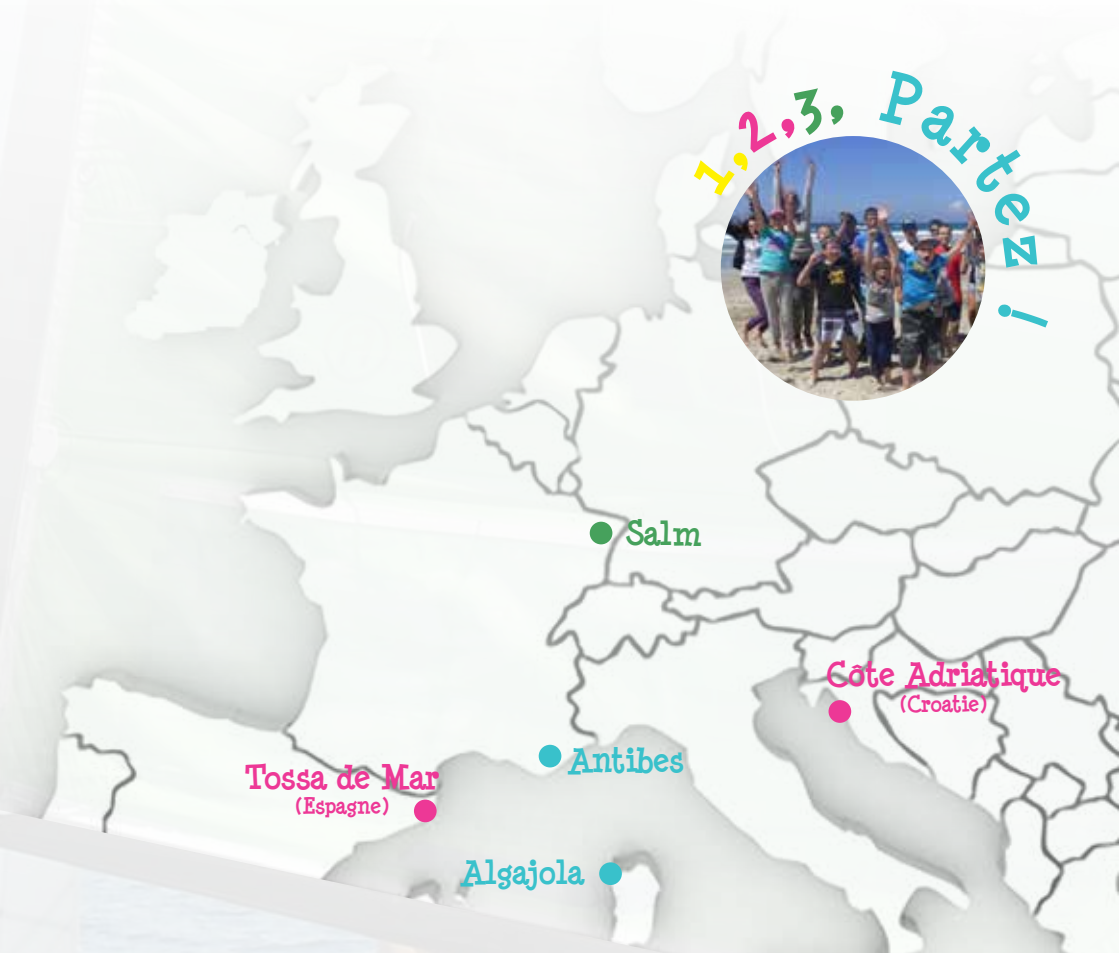 1,2,3, Partez !
Salm
Côte Adriatique
(Croatie)
Antibes
Tossa de Mar
(Espagne)
Algajola